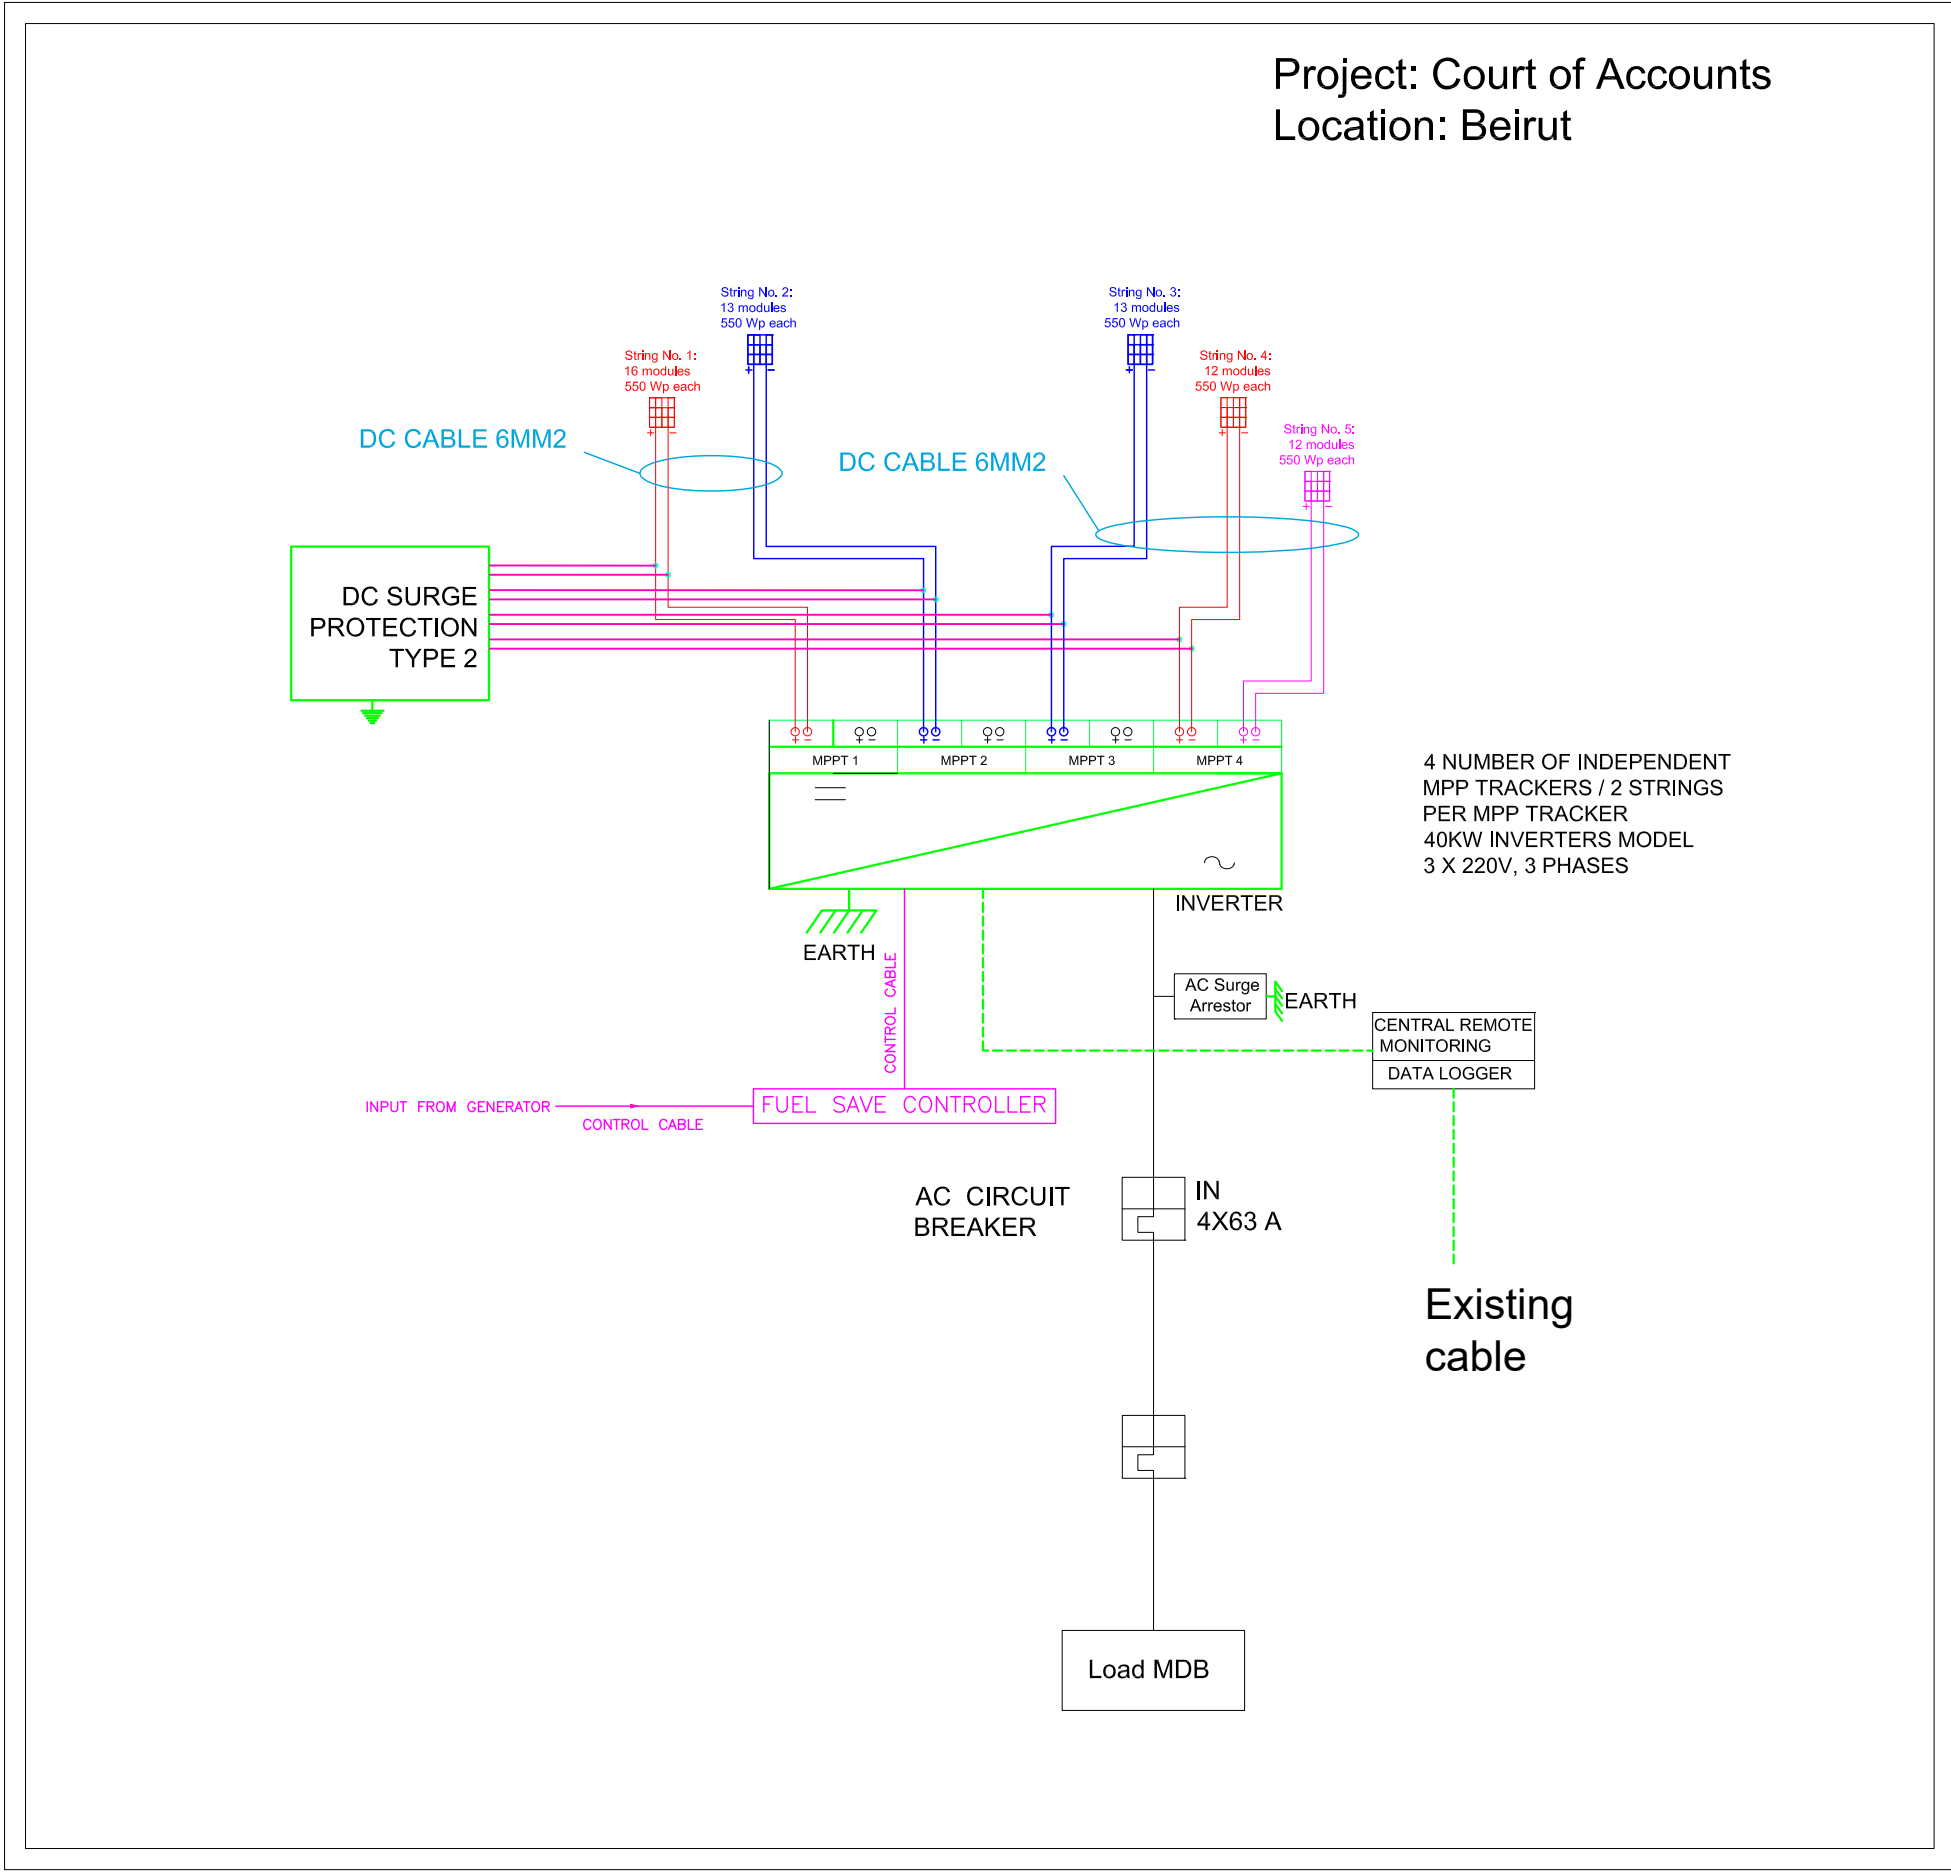 Project: Court of Accounts
Location: Beirut
String No. 2:
13 modules
550 Wp each
+ −
String No. 3:
13 modules
550 Wp each
+ −
String No. 1:
16 modules
550 Wp each
+ −
String No. 4:
12 modules
550 Wp each
+ −
String No. 5:
12 modules
550 Wp each
+ −
DC CABLE 6MM2
DC CABLE 6MM2
DC SURGE
PROTECTION
TYPE 2
+ − + − + − + − + − + − + − + −
MPPT 1
MPPT 2
MPPT 3
MPPT 4
4 NUMBER OF INDEPENDENT
MPP TRACKERS / 2 STRINGS
PER MPP TRACKER
40KW INVERTERS MODEL
3 X 220V, 3 PHASES
INVERTER
EARTH
CONTROL CABLE
AC Surge
Arrestor
EARTH
CENTRAL REMOTE
MONITORING
DATA LOGGER
INPUT FROM GENERATOR
CONTROL CABLE
FUEL SAVE CONTROLLER
AC CIRCUIT
BREAKER
IN
4X63 A
Existing
cable
Load MDB